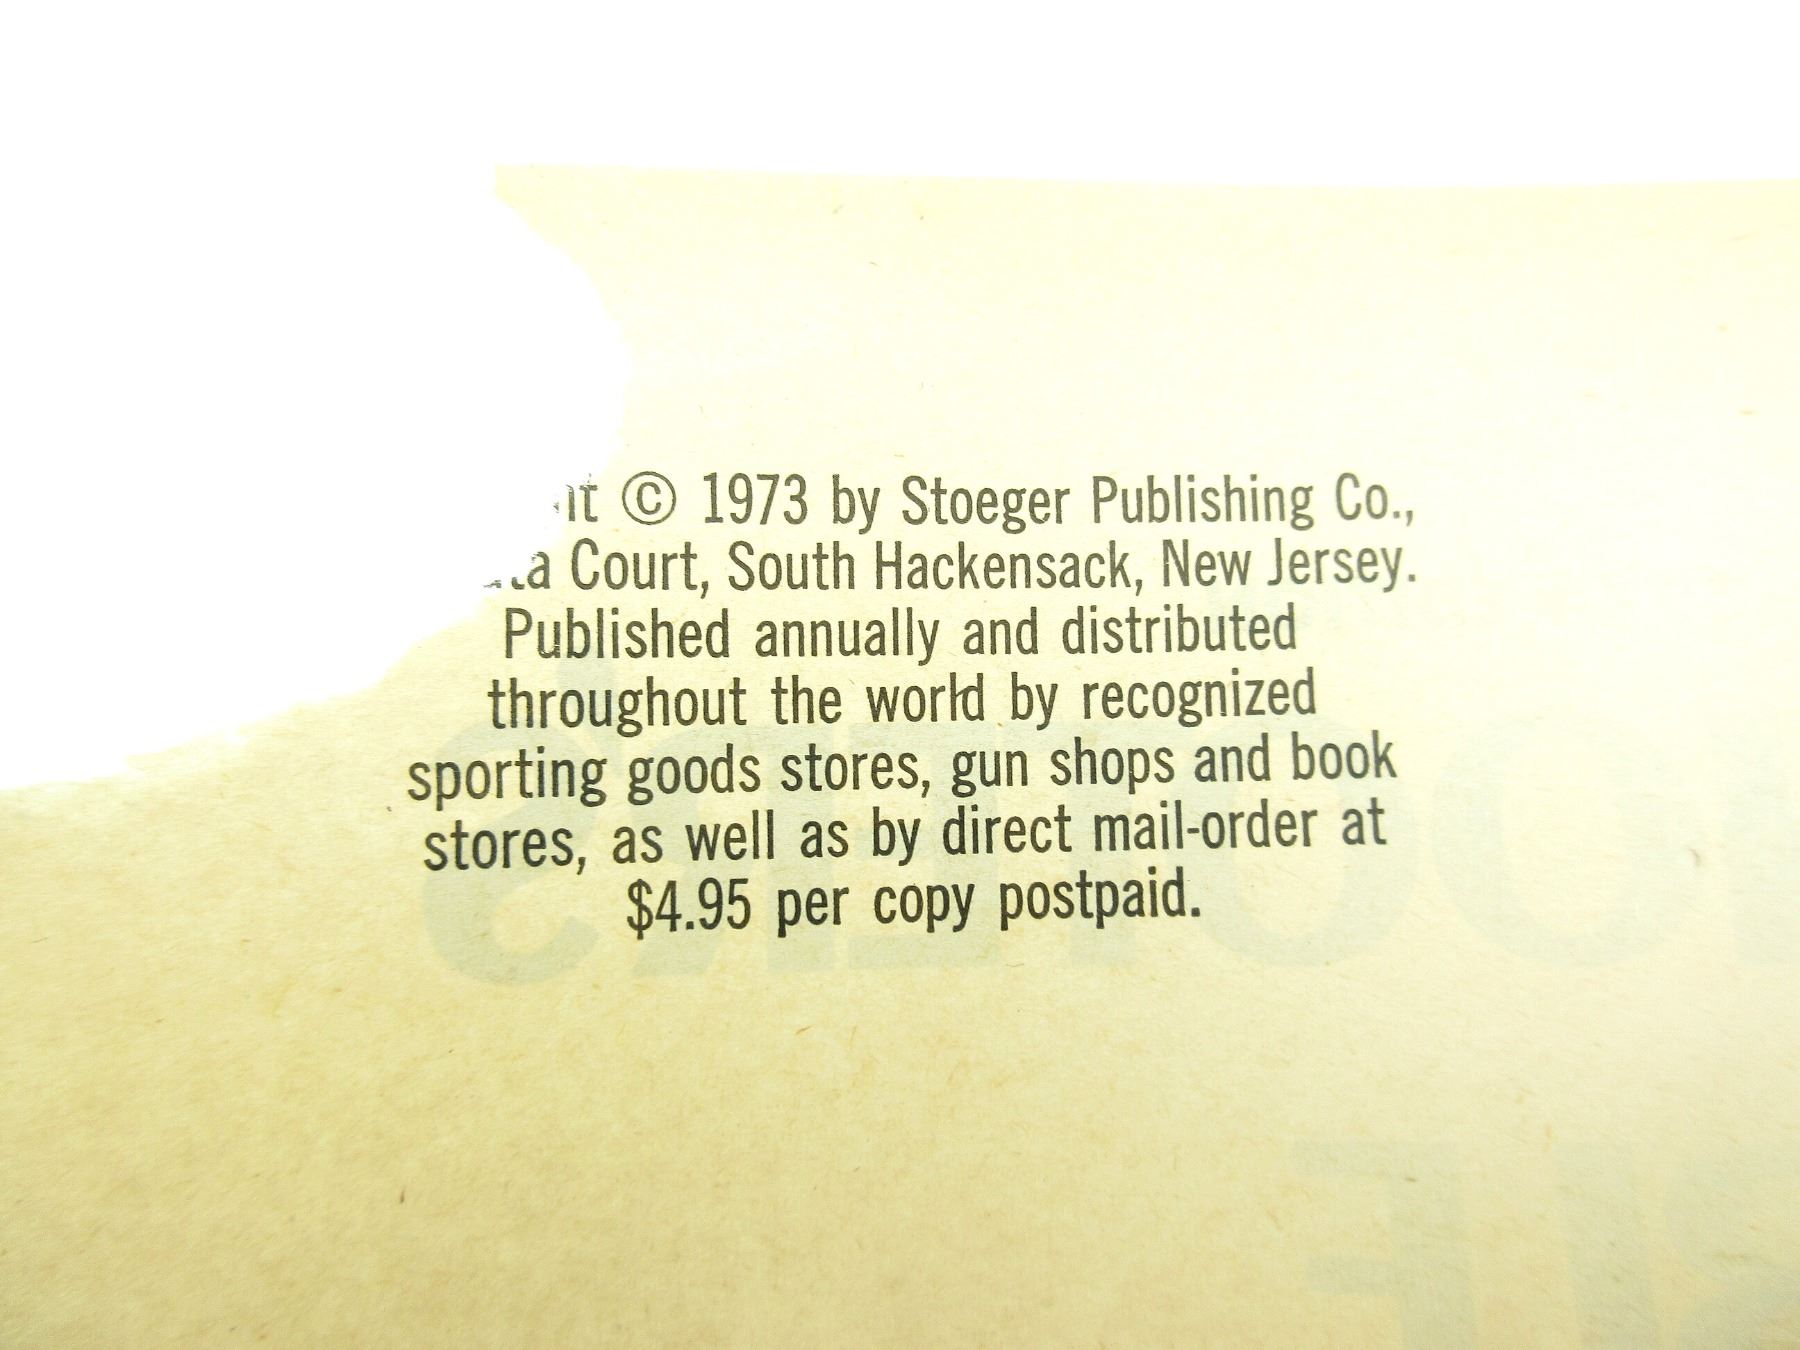 © 1973 by Stoeger Publishing Co.,
Court, South Hackensack, New Jersey.
Published annually and distributed
throughout the world by recognized
sporting goods stores, gun shops and book
stores, as well as by direct mail-order at
$4.95 per copy postpaid.